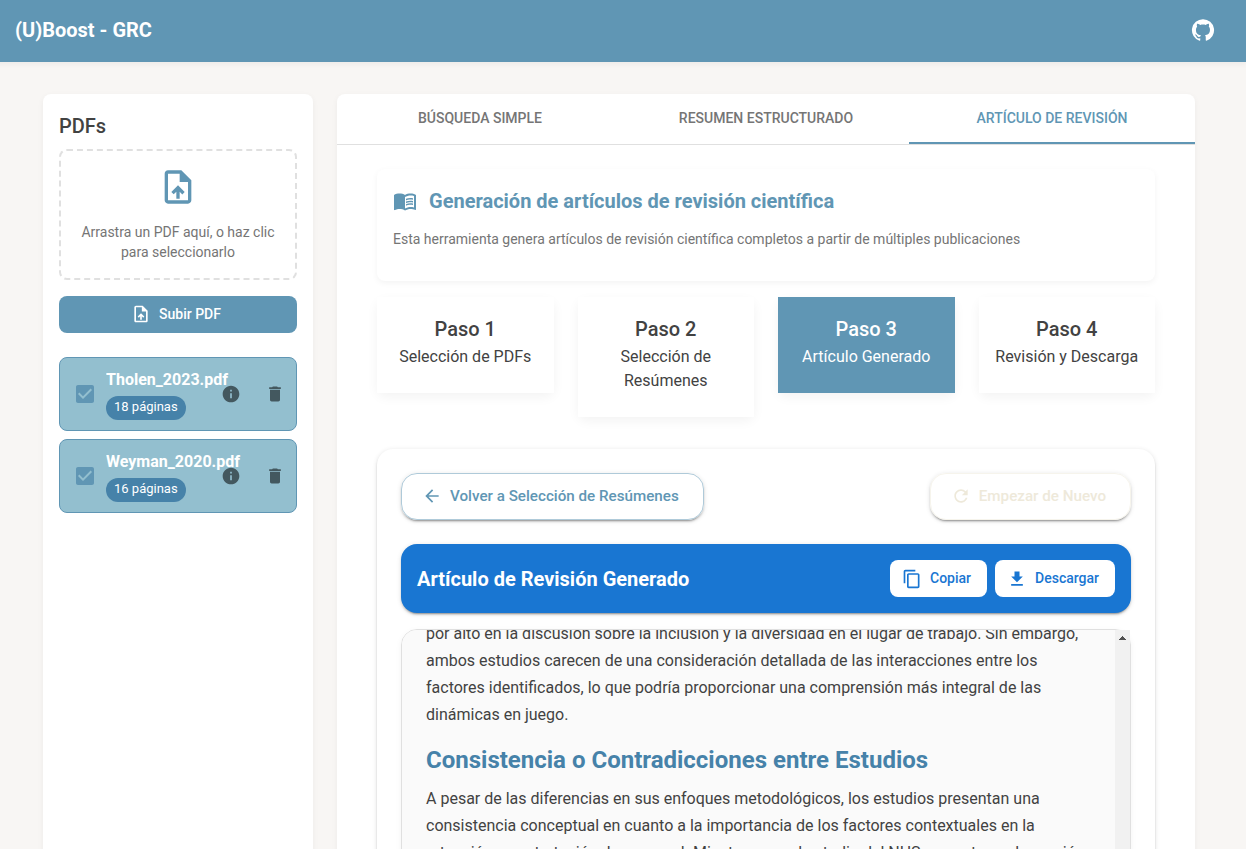 (U)Boost - GRC
PDFs
Arrastra un PDF aquí, o haz clic
para seleccionarlo
Subir PDF
Tholen_2023.pdf
18 páginas
Weyman_2020.pdf
16 páginas
BÚSQUEDA SIMPLE
RESUMEN ESTRUCTURADO
ARTÍCULO DE REVISIÓN
Generación de artículos de revisión científica
Esta herramienta genera artículos de revisión científica completos a partir de múltiples publicaciones
Paso 1
Selección de PDFs
Paso 2
Selección de
Resúmenes
Paso 3
Artículo Generado
Paso 4
Revisión y Descarga
Volver a Selección de Resúmenes
Empezar de Nuevo
Artículo de Revisión Generado
Copiar
Descargar
por alto en la discusión sobre la inclusión y la diversidad en el lugar de trabajo. Sin embargo,
ambos estudios carecen de una consideración detallada de las interacciones entre los
factores identificados, lo que podría proporcionar una comprensión más integral de las
dinámicas en juego.
Consistencia o Contradicciones entre Estudios
A pesar de las diferencias en sus enfoques metodológicos, los estudios presentan una
consistencia conceptual en cuanto a la importancia de los factores contextuales en la